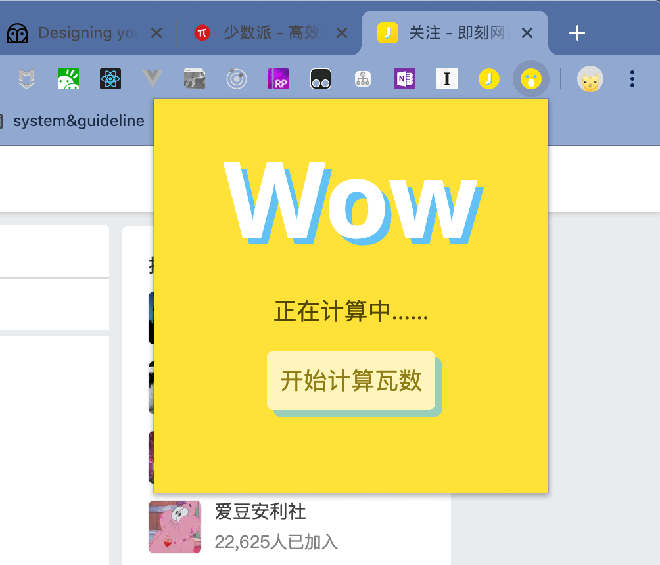 Designing you
少数派 - 高效
关注 - 即刻网
RP
N
I
system&guideline
Wow
正在计算中......
开始计算瓦数
爱豆安利社
22,625人已加入